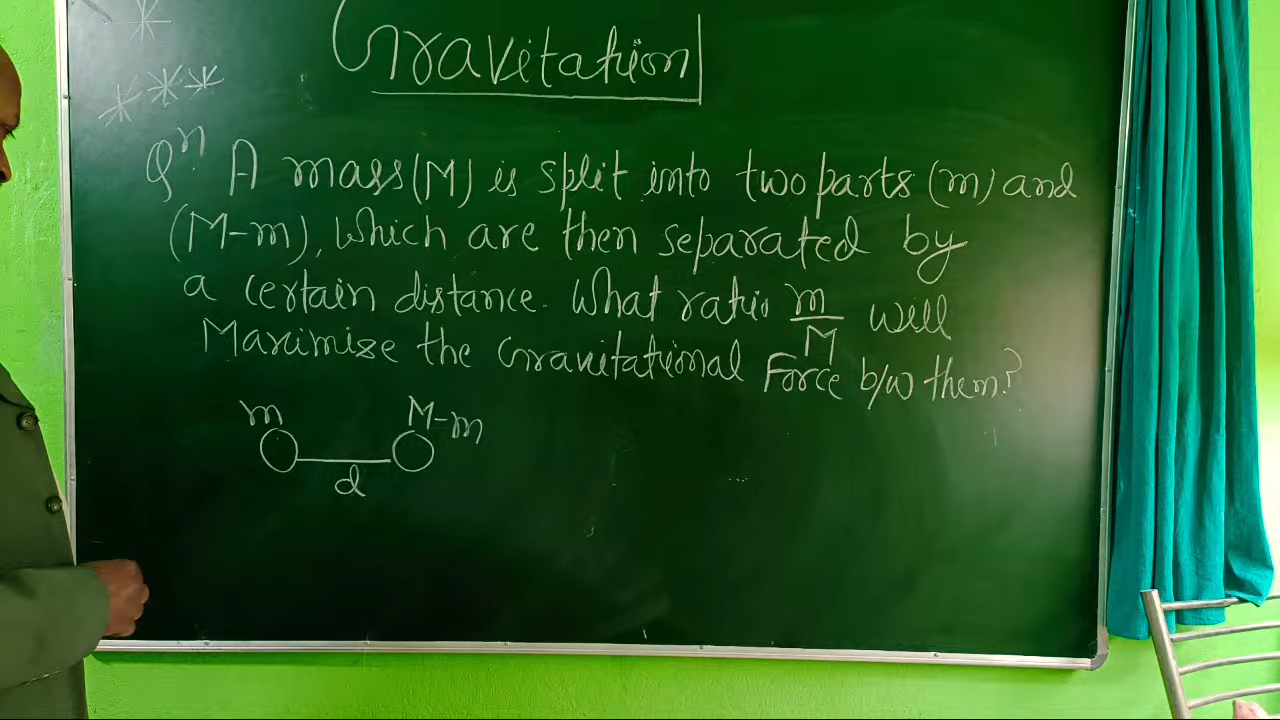 Gravitation
Qn. A mass (M) is split into two parts (m) and
(M-m), Which are then separated by
a certain distance. What ratio m/M will
Maximize the Gravitational Force b/w them?
m M-m
d